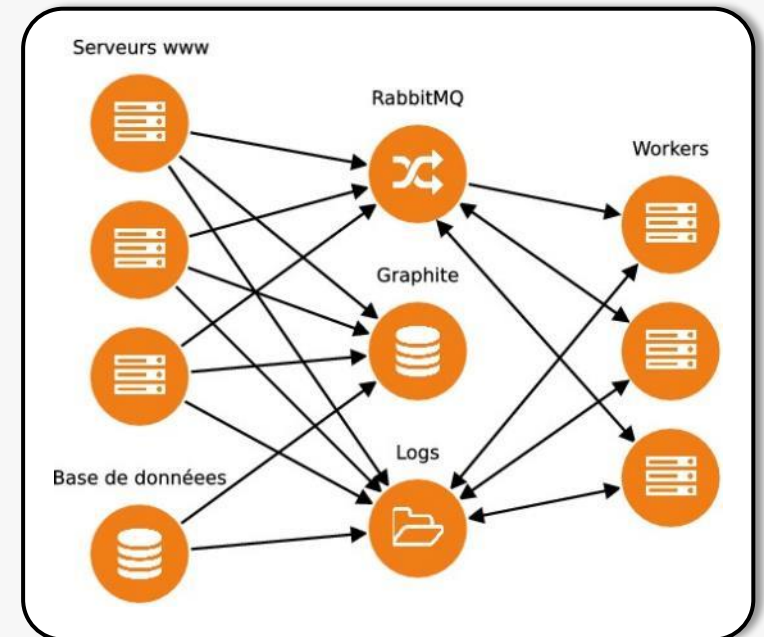 Serveurs www
RabbitMQ
Workers
Graphite
Logs
Base de donnéees